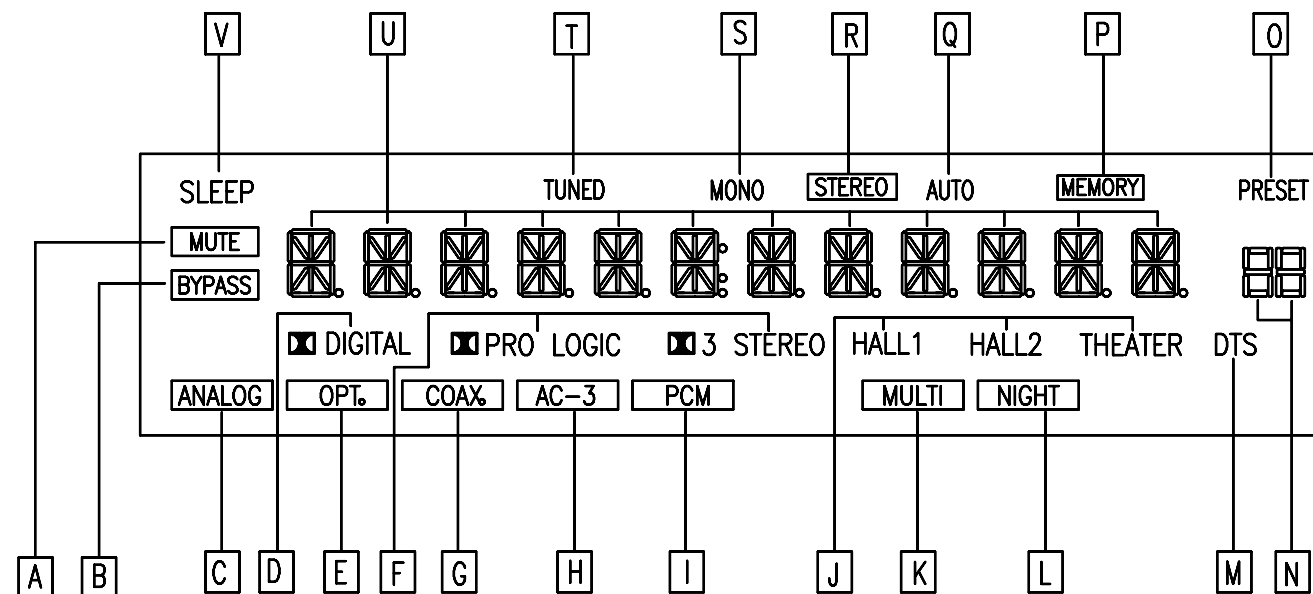 V U T S R Q P O
SLEEP TUNED MONO STEREO AUTO MEMORY PRESET
MUTE
BYPASS
DIGITAL PRO LOGIC 3 STEREO HALL1 HALL2 THEATER DTS
ANALOG OPT. COAX. AC-3 PCM MULTI NIGHT
A B C D E F G H I J K L M N